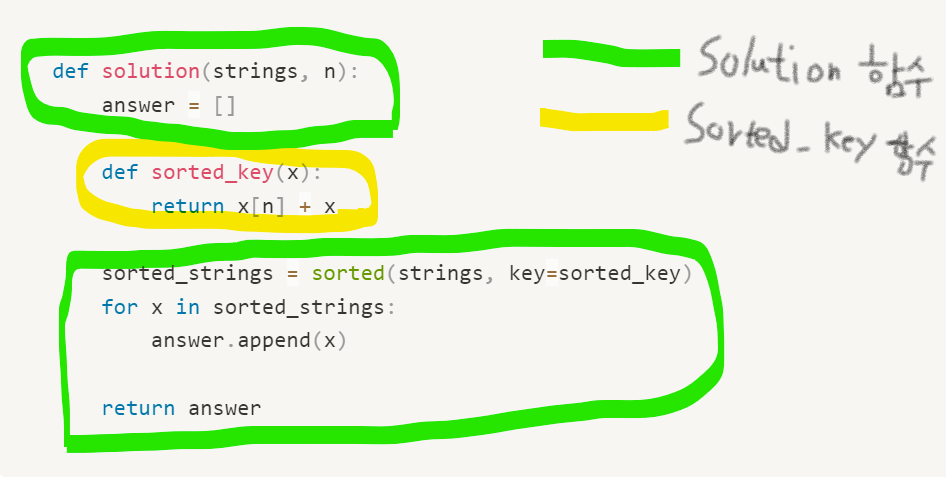 def solution(strings, n):
    answer = []
    def sorted_key(x):
        return x[n] + x
    sorted_strings = sorted(strings, key=sorted_key)
    for x in sorted_strings:
        answer.append(x)
    return answer
Solution 함수
Sorted_key 함수